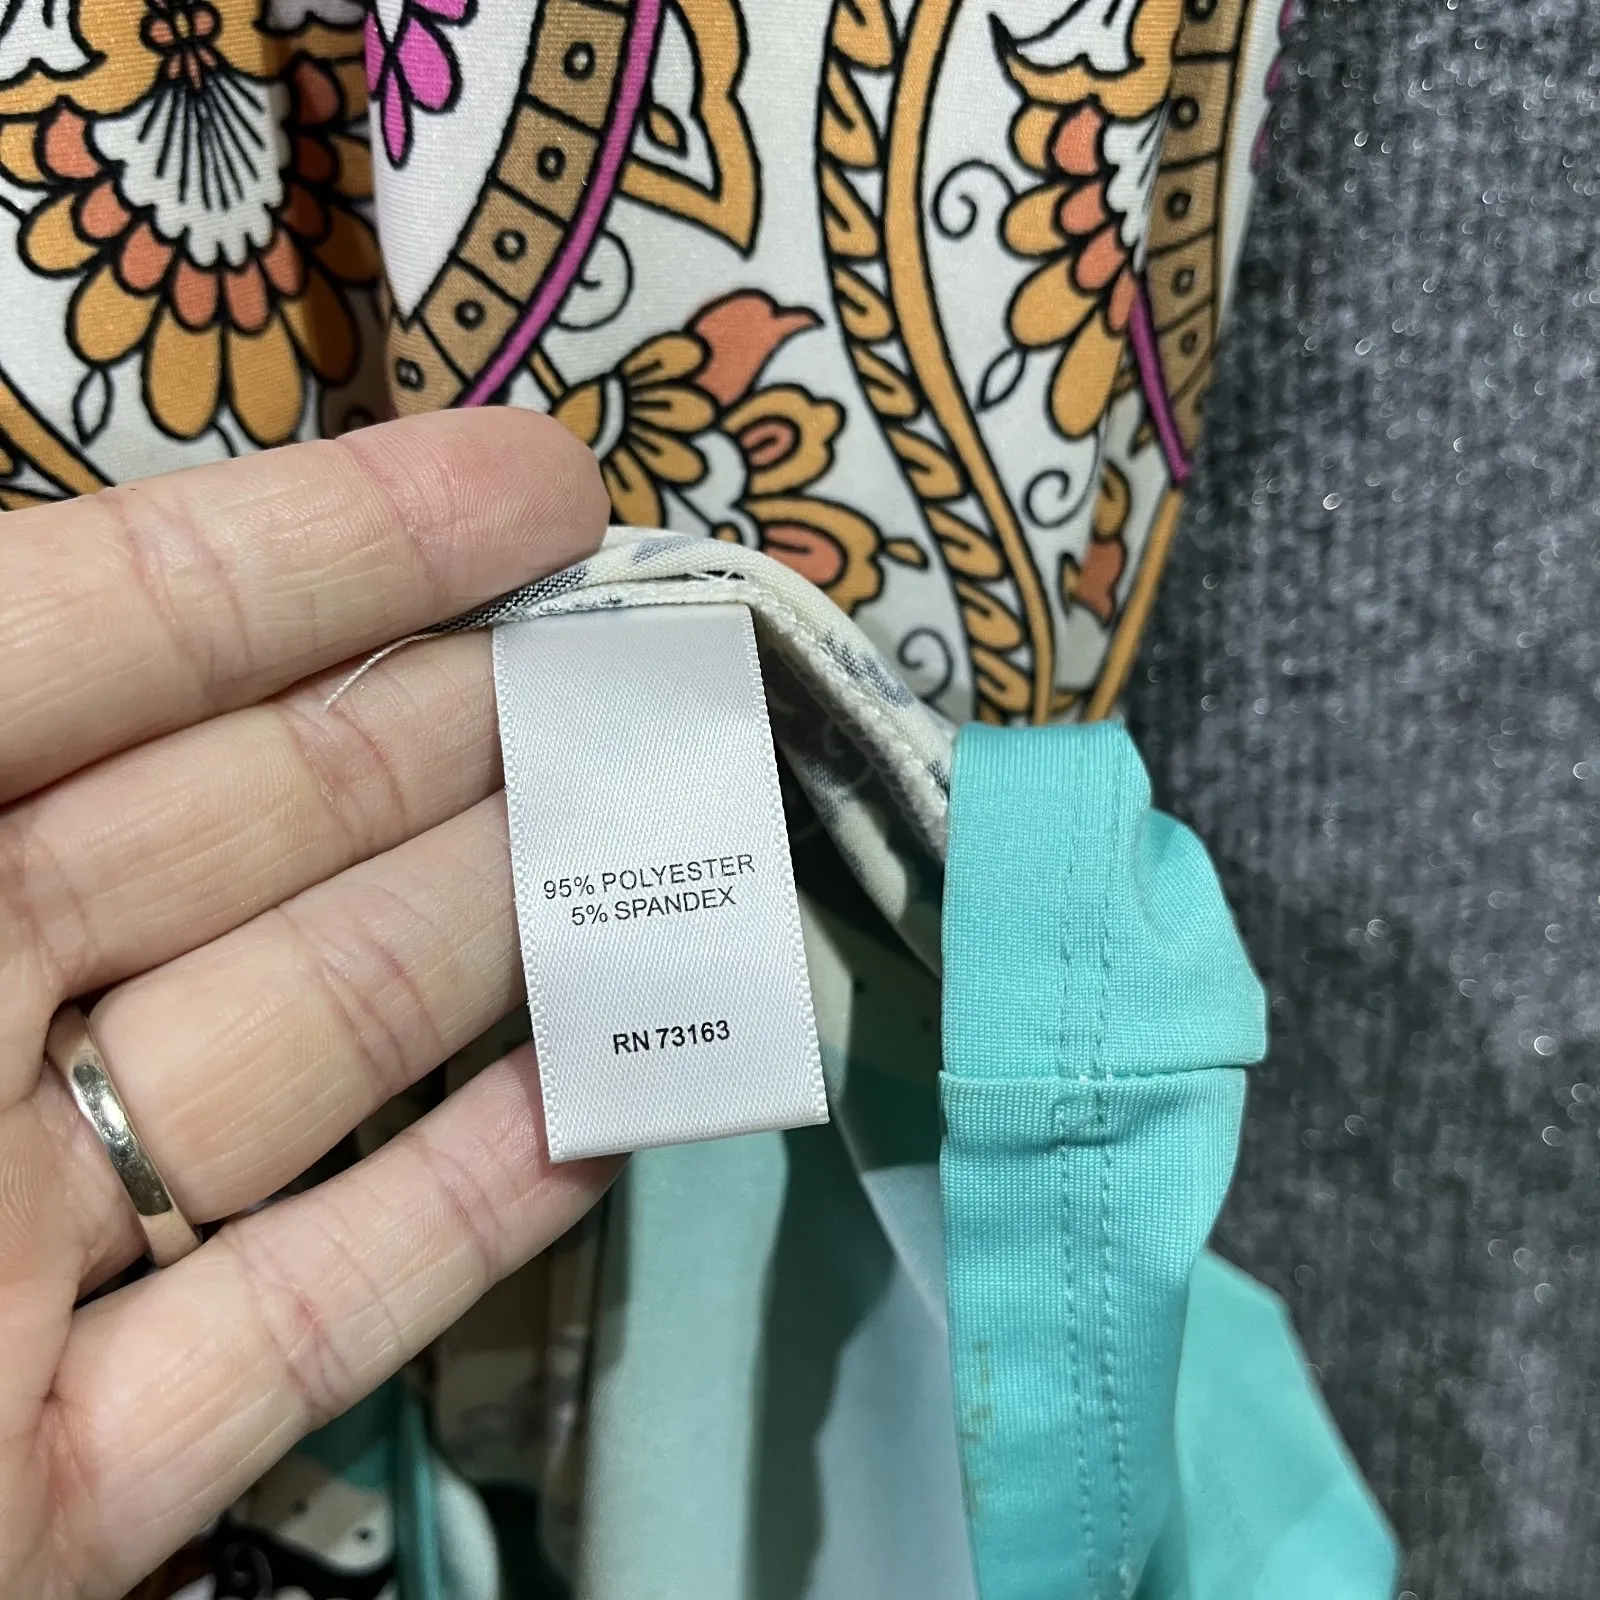 95% POLYESTER
5% SPANDEX
RN 73163